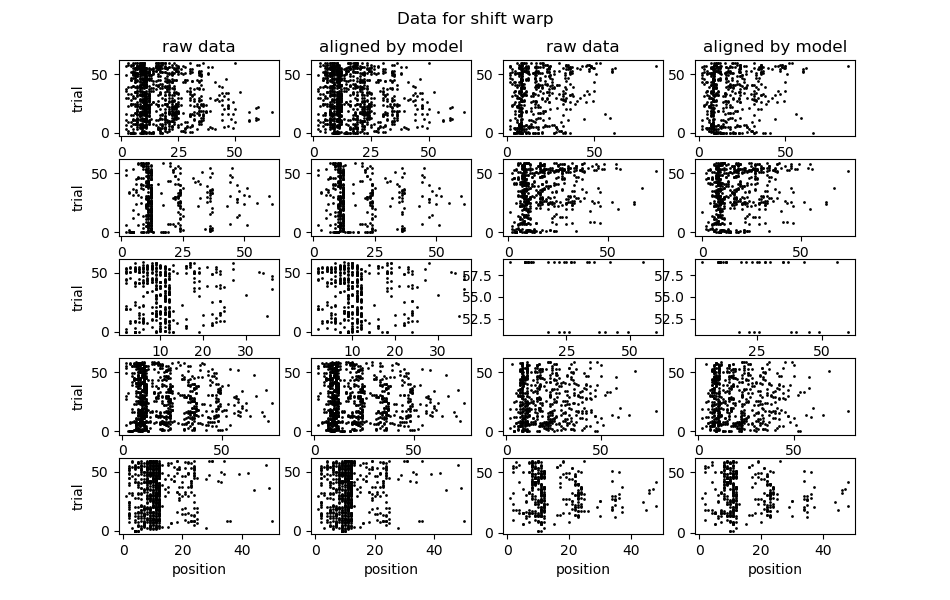 Data for shift warp
raw data aligned by model raw data aligned by model
trial 50 0 50 0 50 0 50 0
0 25 50 0 25 50 0 50 0 50
trial 50 0 50 0 50 0 50 0
0 25 50 0 25 50 0 50 0 50
trial 50 0 50 0 57.5 55.0 52.5 57.5 55.0 52.5
10 20 30 10 20 30 25 50 25 50
trial 50 0 50 0 50 0 50 0
0 50 0 50 0 50 0 50
trial 50 0 50 0 50 0 50 0
0 20 40 0 20 40 0 20 40 0 20 40
position position position position